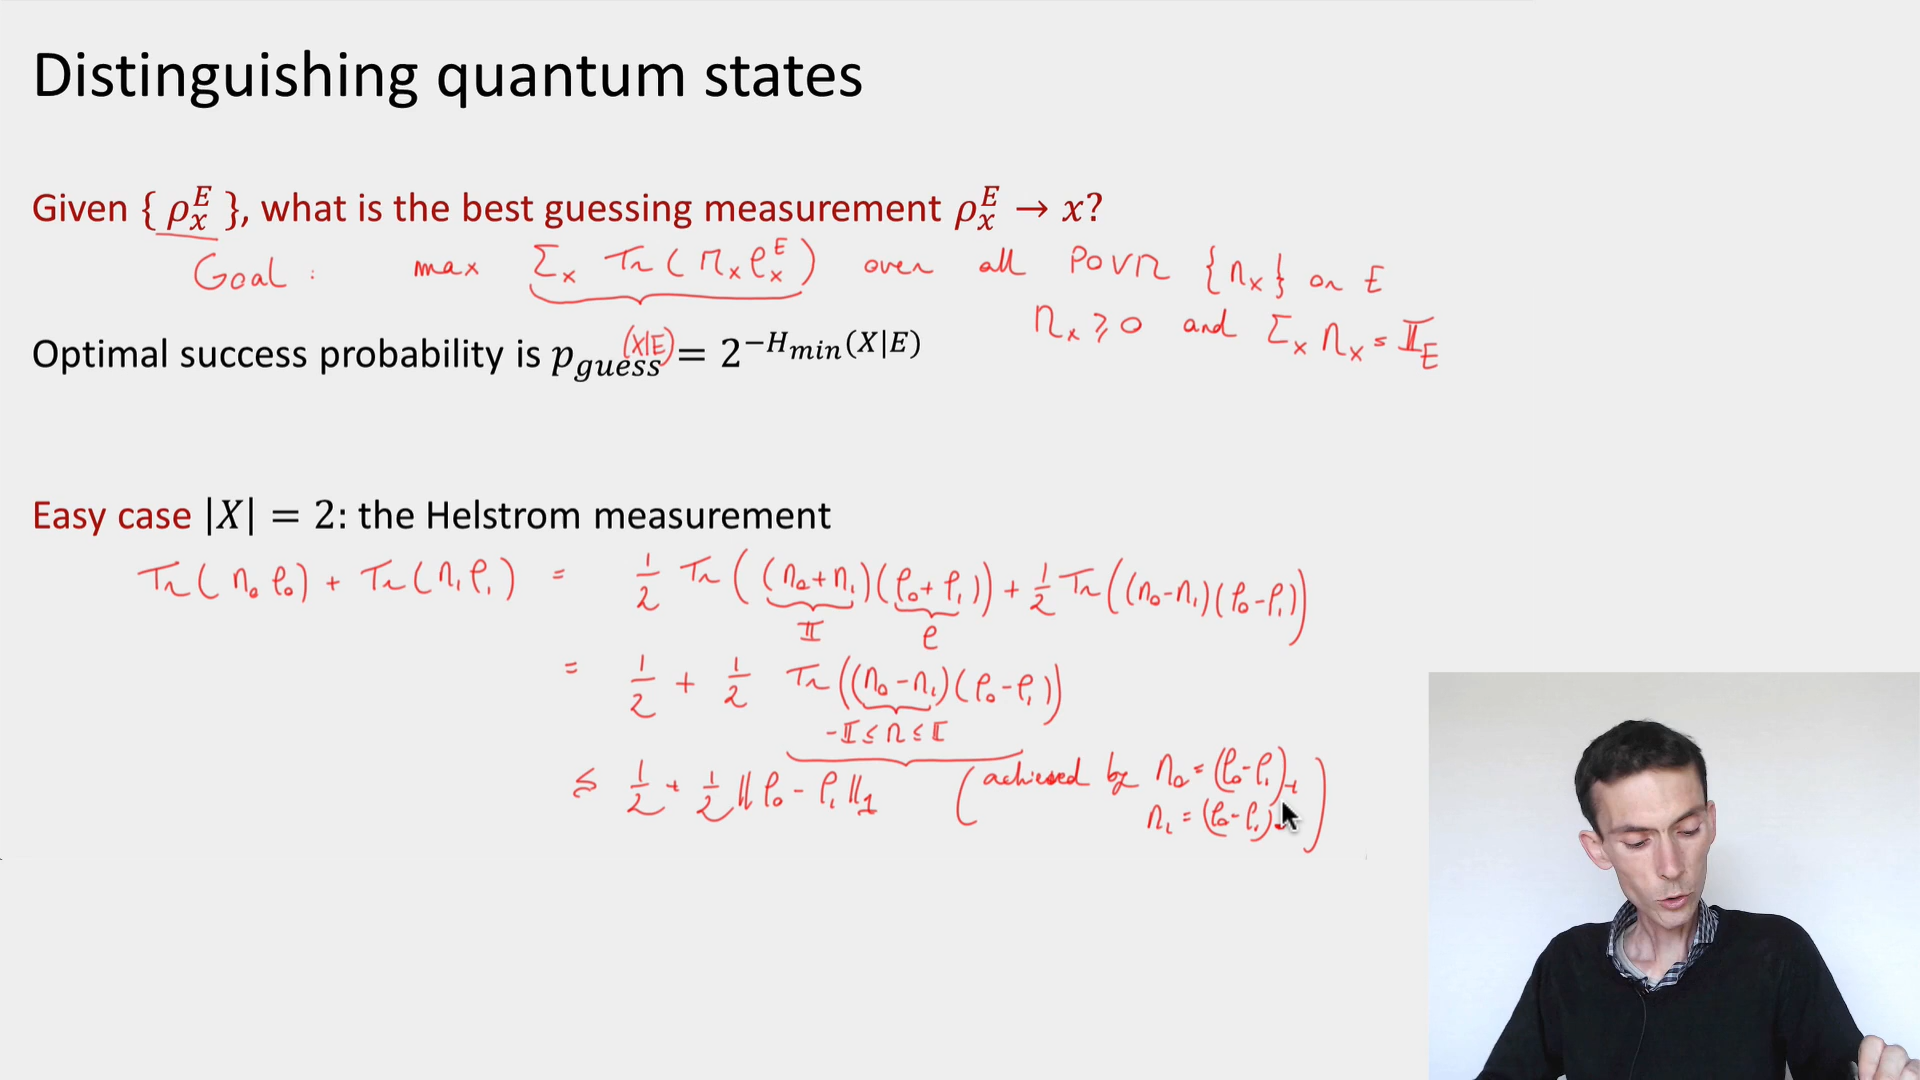 Distinguishing quantum states
Given { ρ_x^E }, what is the best guessing measurement ρ_x^E → x?
Goal : max Σ_x Tr(M_x ρ_x^E) over all POVM {M_x} on E
M_x ≥ 0 and Σ_x M_x = 𝕀_E
Optimal success probability is p_guess (X|E) = 2^{−H_min(X|E)}
Easy case |X| = 2: the Helstrom measurement
Tr(M_0 ρ_0) + Tr(M_1 ρ_1) = 1/2 Tr((M_0+M_1)(ρ_0+ρ_1)) + 1/2 Tr((M_0-M_1)(ρ_0-ρ_1))
𝕀 ρ
= 1/2 + 1/2 Tr((M_0-M_1)(ρ_0-ρ_1))
-𝕀 ≤ M ≤ 𝕀
≤ 1/2 + 1/2 ||ρ_0 - ρ_1||_1 (achieved by M_0 = (ρ_0-ρ_1)_+
M_1 = (ρ_0-ρ_1)_-)